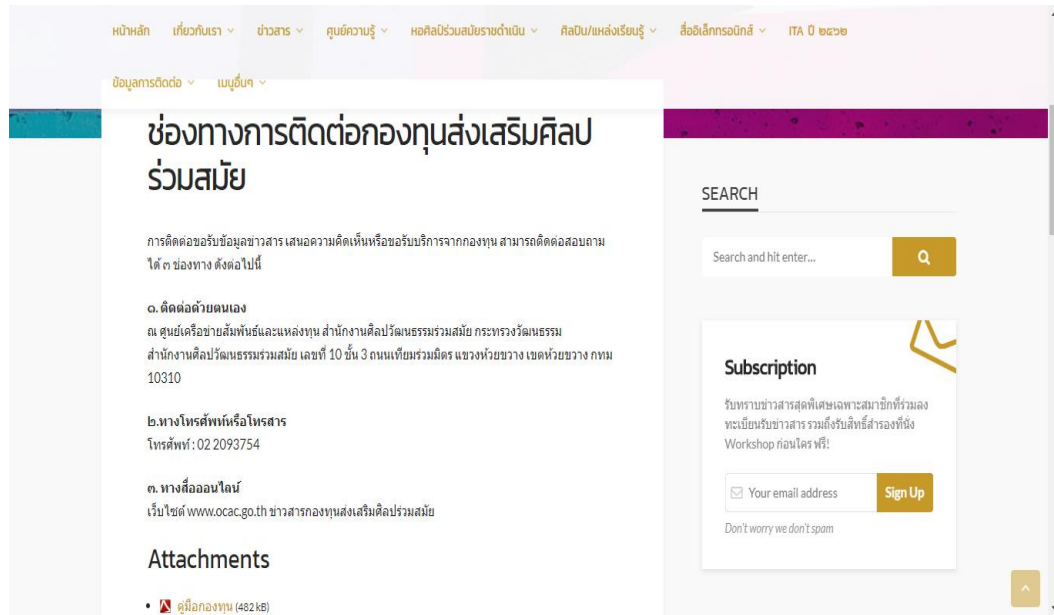 หน้าหลัก เกี่ยวกับเรา ข่าวสาร ศูนย์ความรู้ หอศิลป์ร่วมสมัยราชดำเนิน ศิลปิน/แหล่งเรียนรู้ สื่ออิเล็กทรอนิกส์ ITA ปี ๒๕๖๒
ข้อมูลการติดต่อ เมนูอื่นๆ
ช่องทางการติดต่อกองทุนส่งเสริมศิลป
ร่วมสมัย
การติดต่อขอรับข้อมูลข่าวสาร เสนอความคิดเห็นหรือขอรับบริการจากกองทุน สามารถติดต่อสอบถาม
ได้ ๓ ช่องทาง ดังต่อไปนี้
๑. ติดต่อด้วยตนเอง
ณ ศูนย์เครือข่ายสัมพันธ์และแหล่งทุน สำนักงานศิลปวัฒนธรรมร่วมสมัย กระทรวงวัฒนธรรม
สำนักงานศิลปวัฒนธรรมร่วมสมัย เลขที่ 10 ชั้น 3 ถนนเทียมร่วมมิตร แขวงห้วยขวาง เขตห้วยขวาง กทม
10310
๒.ทางโทรศัพท์หรือโทรสาร
โทรศัพท์ : 02 2093754
๓. ทางสื่อออนไลน์
เว็บไซต์ www.ocac.go.th ข่าวสารกองทุนส่งเสริมศิลปร่วมสมัย
Attachments
คู่มือกองทุน (482 kB)
SEARCH
Search and hit enter...
Subscription
รับทราบข่าวสารสุดพิเศษเฉพาะสมาชิกที่ร่วมลง
ทะเบียนรับข่าวสาร รวมถึงรับสิทธิ์สำรองที่นั่ง
Workshop ก่อนใคร ฟรี!
Your email address Sign Up
Don't worry we don't spam